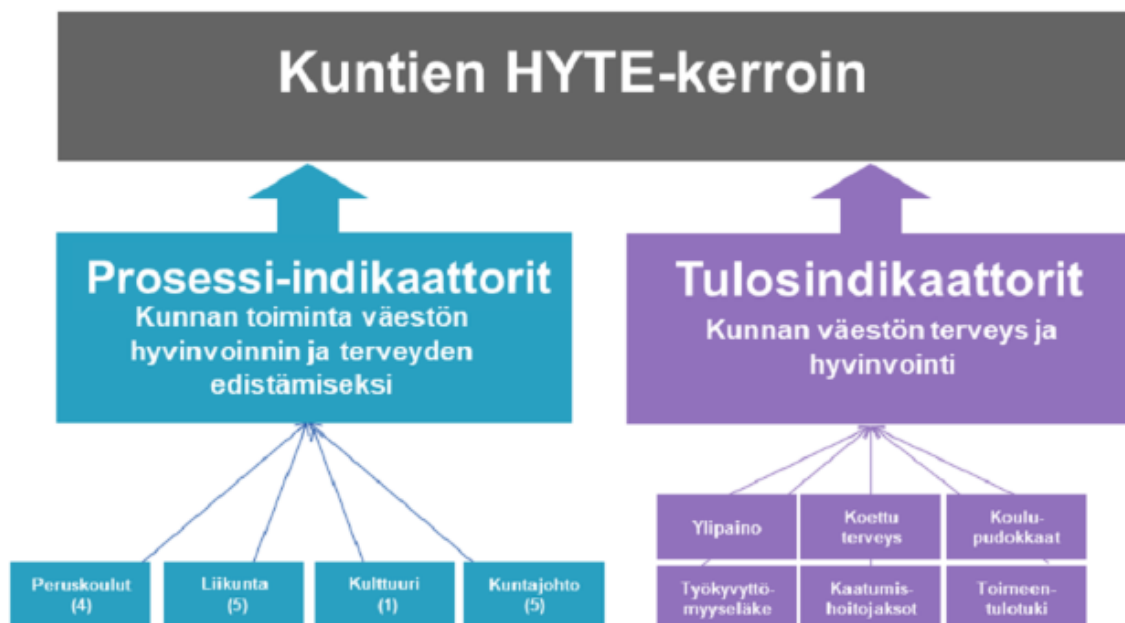 Kuntien HYTE-kerroin
Prosessi-indikaattorit
Kunnan toiminta väestön
hyvinvoinnin ja terveyden
edistämiseksi
Tulosindikaattorit
Kunnan väestön terveys ja
hyvinvointi
Peruskoulut
(4)
Liikunta
(5)
Kulttuuri
(1)
Kuntajohto
(5)
Ylipaino
Koettu
terveys
Koulu-
pudokkaat
Työkyvyttö-
myyseläke
Kaatumis-
hoitojaksot
Toimeen-
tulotuki